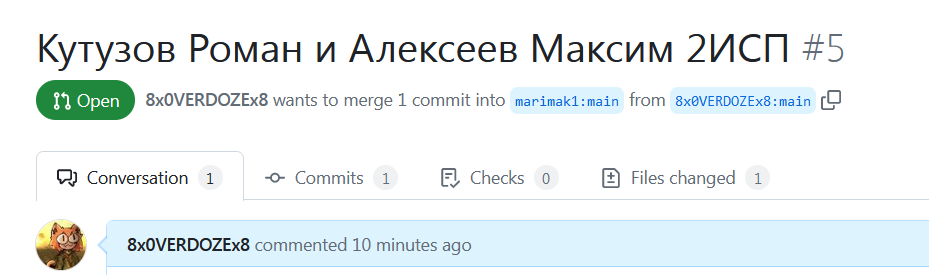 Кутузов Роман и Алексеев Максим 2ИСП #5
Open 8x0VERDOZEx8 wants to merge 1 commit into marimak1:main from 8x0VERDOZEx8:main
Conversation 1 Commits 1 Checks 0 Files changed 1
8x0VERDOZEx8 commented 10 minutes ago